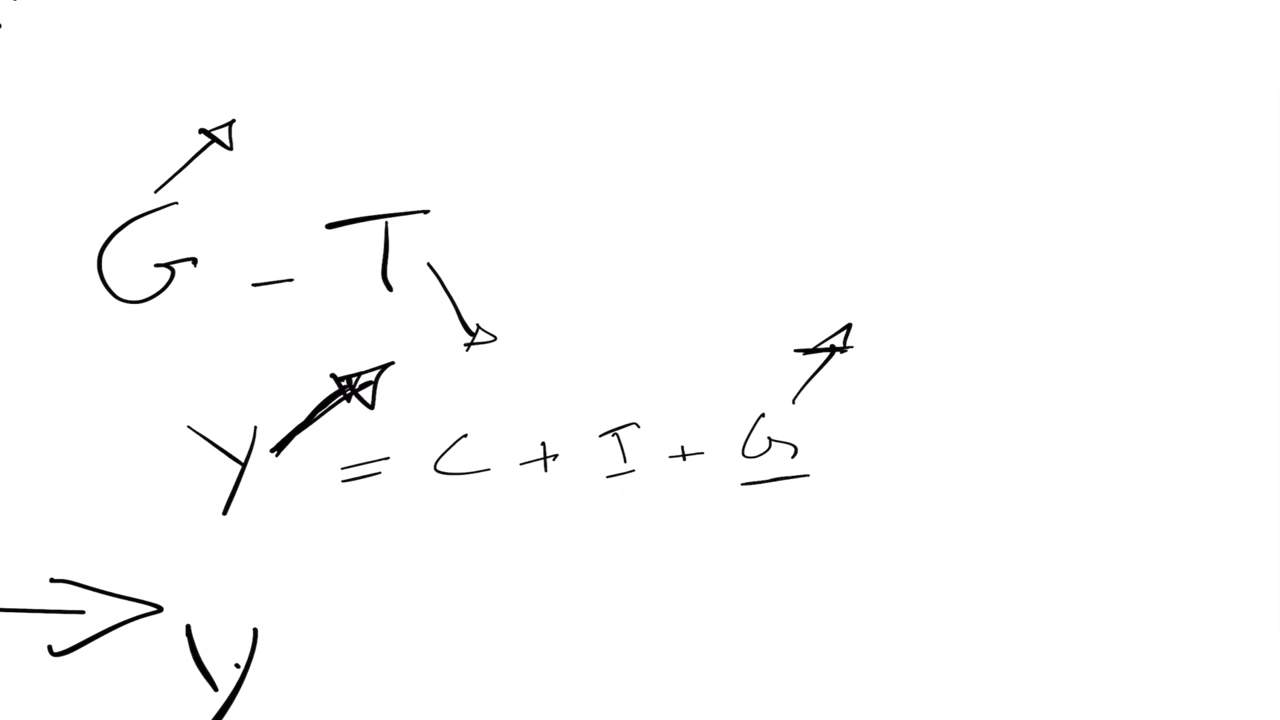 G - T
Y = C + I + G
Y